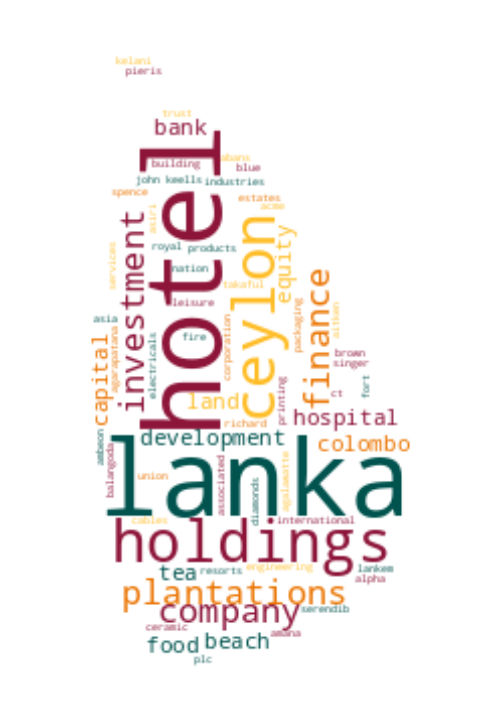 kelani
pieris
trust
bank
abans
building
blue
john keells
industries
spence
estates
acme
hotel
investment
ceylon
asiri
equity
royal
products
services
nation
finance
takaful
leisure
packaging
aitken
asia
corporation
fire
electricals
agarapatana
capital
brown
singer
fort
ct
land
printing
hospital
richard
development
colombo
ambeon
balangoda
lanka
associated
agalawatte
union
diamonds
cables
international
holdings
tea
resorts
engineering
lankem
alpha
plantations
company
serendib
ceramic
amana
food
beach
plc